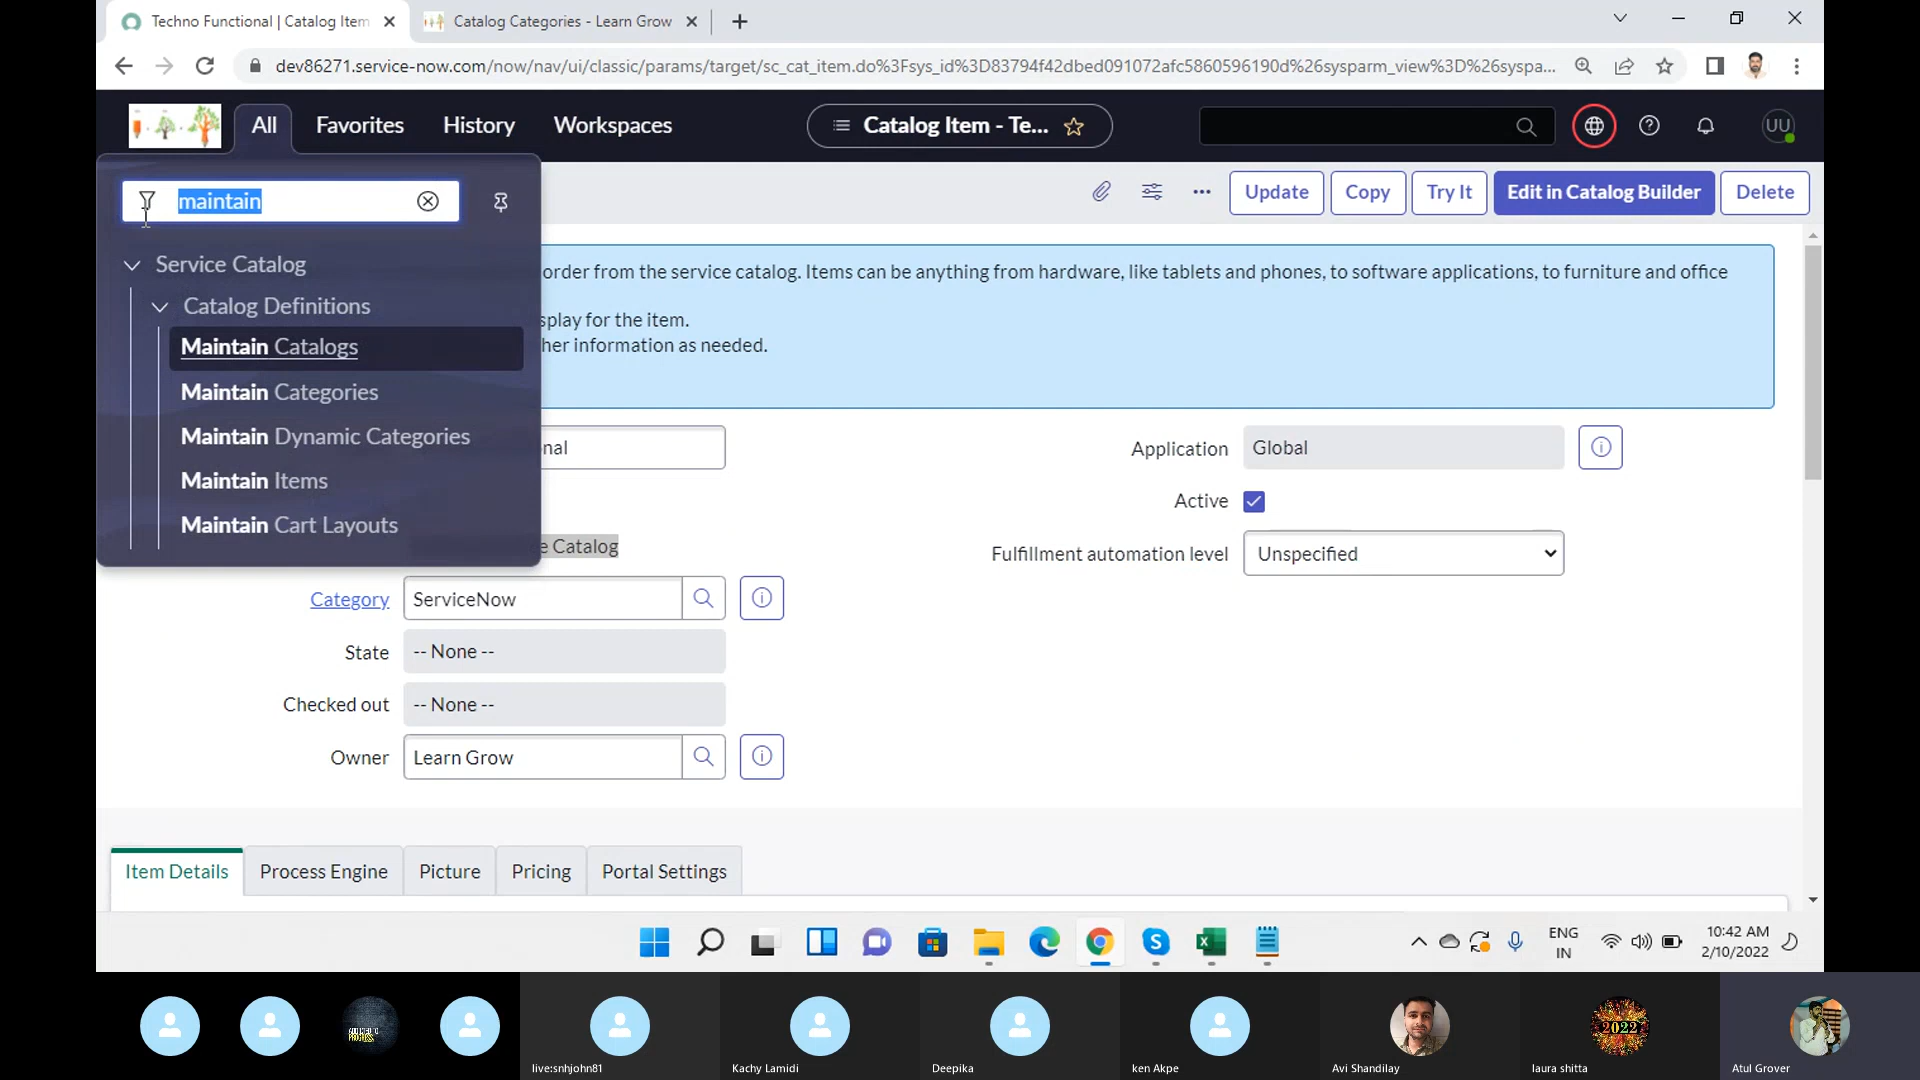 Techno Functional | Catalog Item
Catalog Categories - Learn Grow
dev86271.service-now.com/now/nav/ui/classic/params/target/sc_cat_item.do%3Fsys_id%3D83794f42dbed091072afc5860596190d%26sysparm_view%3D%26syspa...
All
Favorites
History
Workspaces
Catalog Item - Te...
UU
maintain
Update
Copy
Try It
Edit in Catalog Builder
Delete
Service Catalog
Catalog Definitions
Maintain Catalogs
Maintain Categories
Maintain Dynamic Categories
Maintain Items
Maintain Cart Layouts
order from the service catalog. Items can be anything from hardware, like tablets and phones, to software applications, to furniture and office
splay for the item.
her information as needed.
nal
Application
Global
Active
e Catalog
Fulfillment automation level
Unspecified
Category
ServiceNow
State
-- None --
Checked out
-- None --
Owner
Learn Grow
Item Details
Process Engine
Picture
Pricing
Portal Settings
ENG
IN
10:42 AM
2/10/2022
2022
live:snhjohn81
Kachy Lamidi
Deepika
ken Akpe
Avi Shandilay
laura shitta
Atul Grover